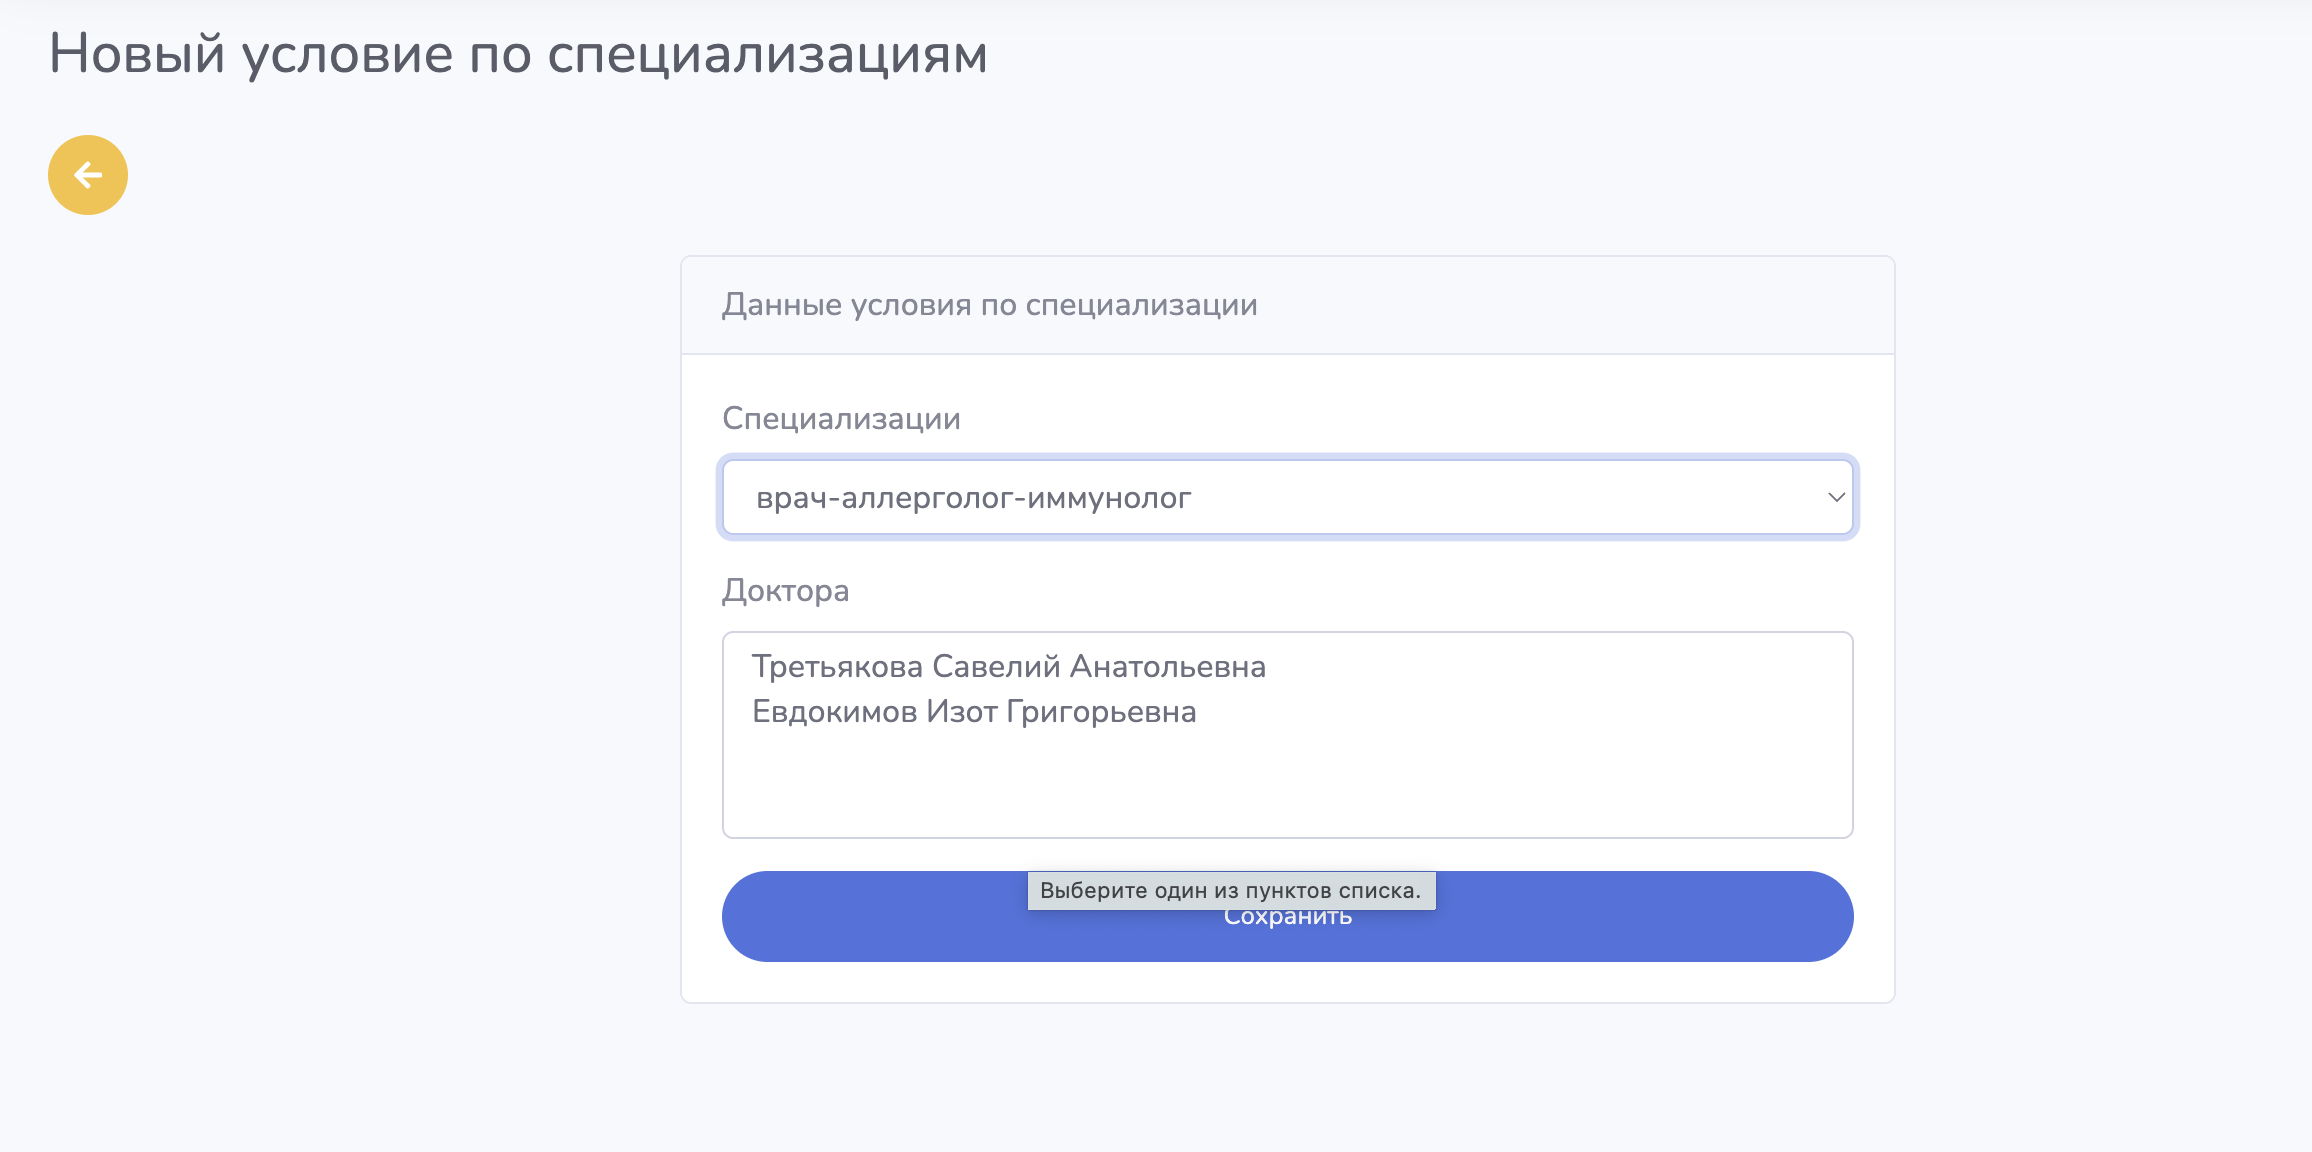 Новый условие по специализациям
Данные условия по специализации
Специализации
врач-аллерголог-иммунолог
Доктора
Третьякова Савелий Анатольевна
Евдокимов Изот Григорьевна
Выберите один из пунктов списка.
Сохранить